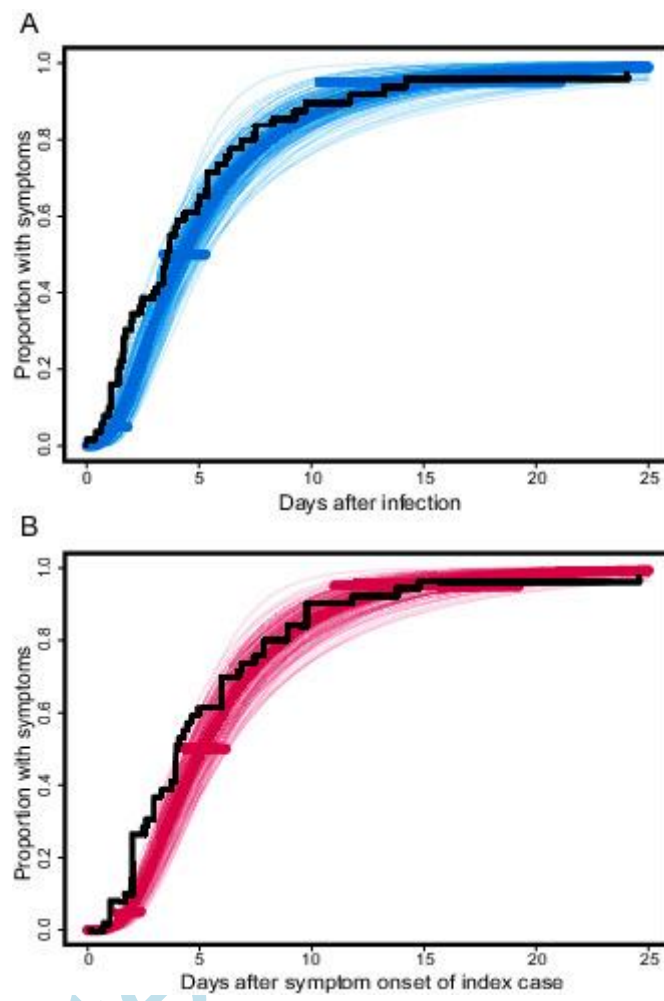 A
Proportion with symptoms
0.0 0.2 0.4 0.6 0.8 1.0
0 5 10 15 20 25
Days after infection
B
Proportion with symptoms
0.0 0.2 0.4 0.6 0.8 1.0
0 5 10 15 20 25
Days after symptom onset of index case